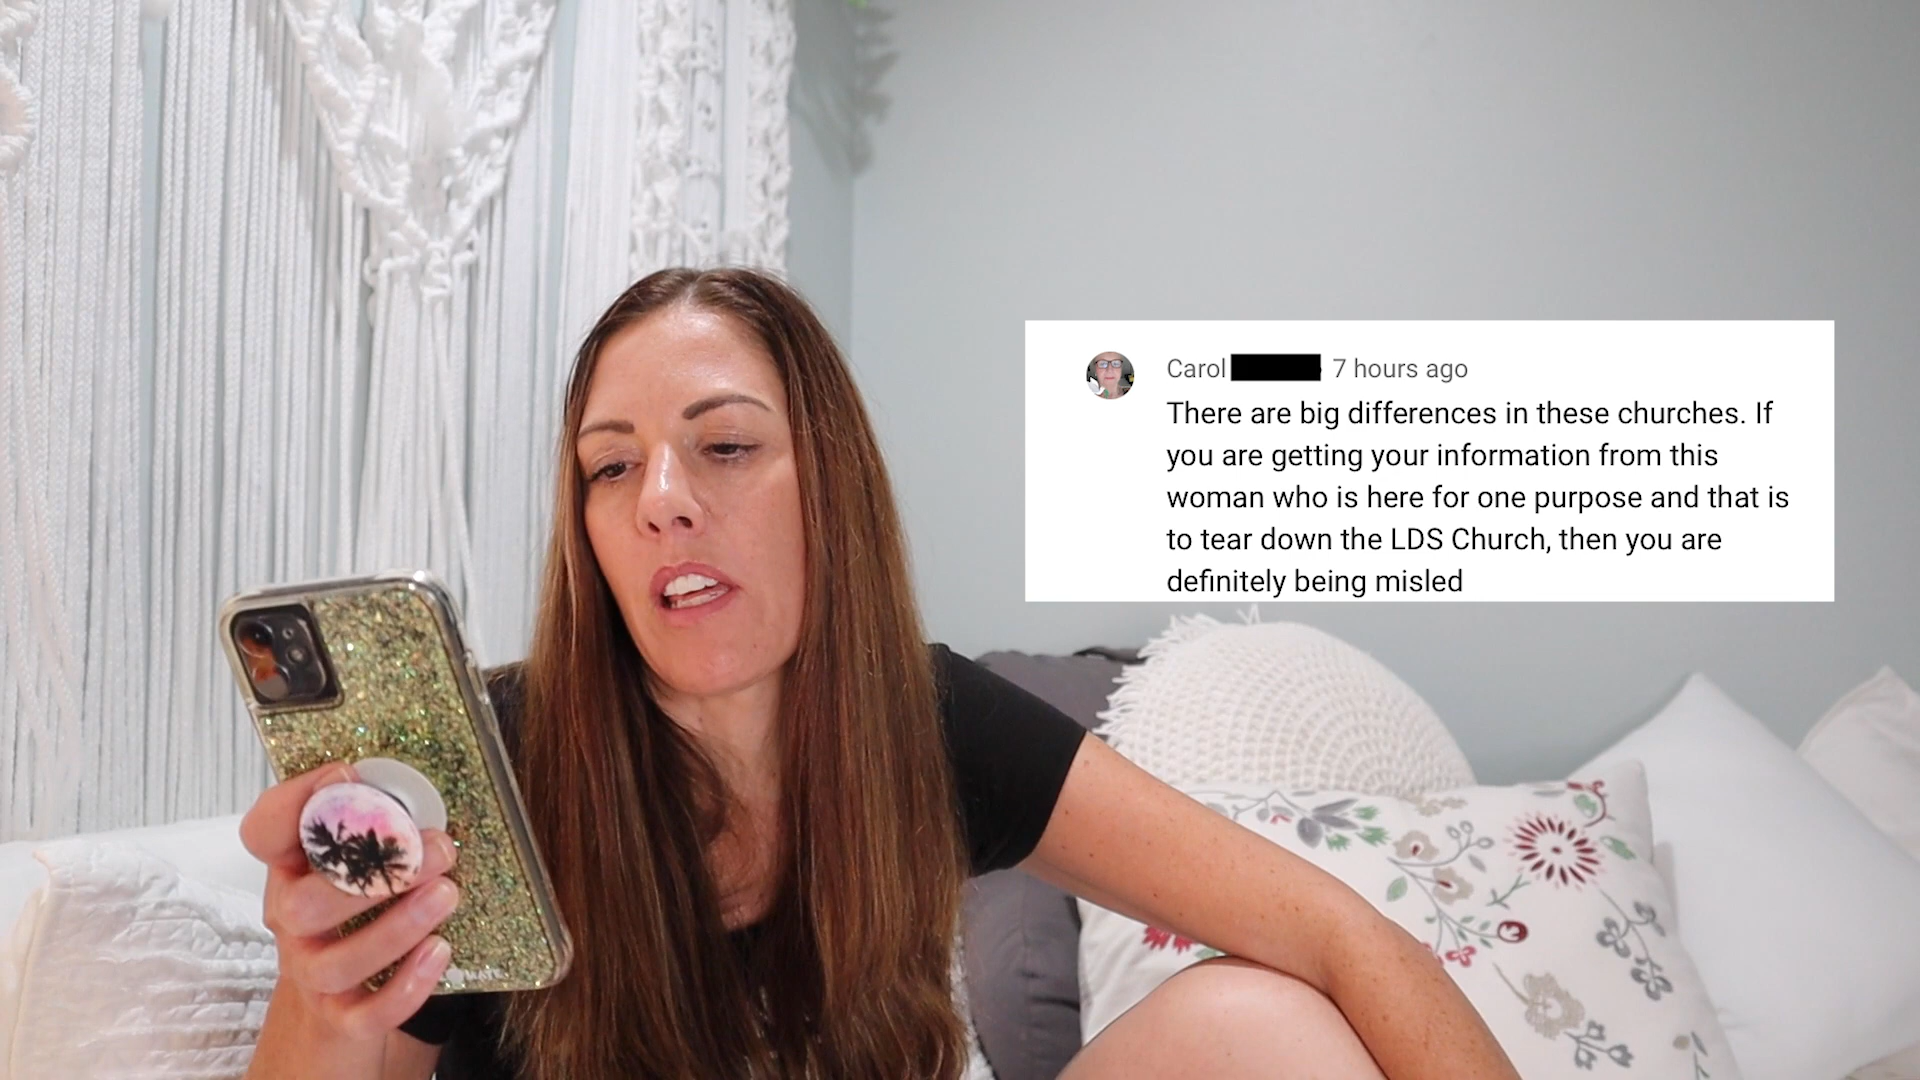 Carol 7 hours ago
There are big differences in these churches. If
you are getting your information from this
woman who is here for one purpose and that is
to tear down the LDS Church, then you are
definitely being misled
MATE